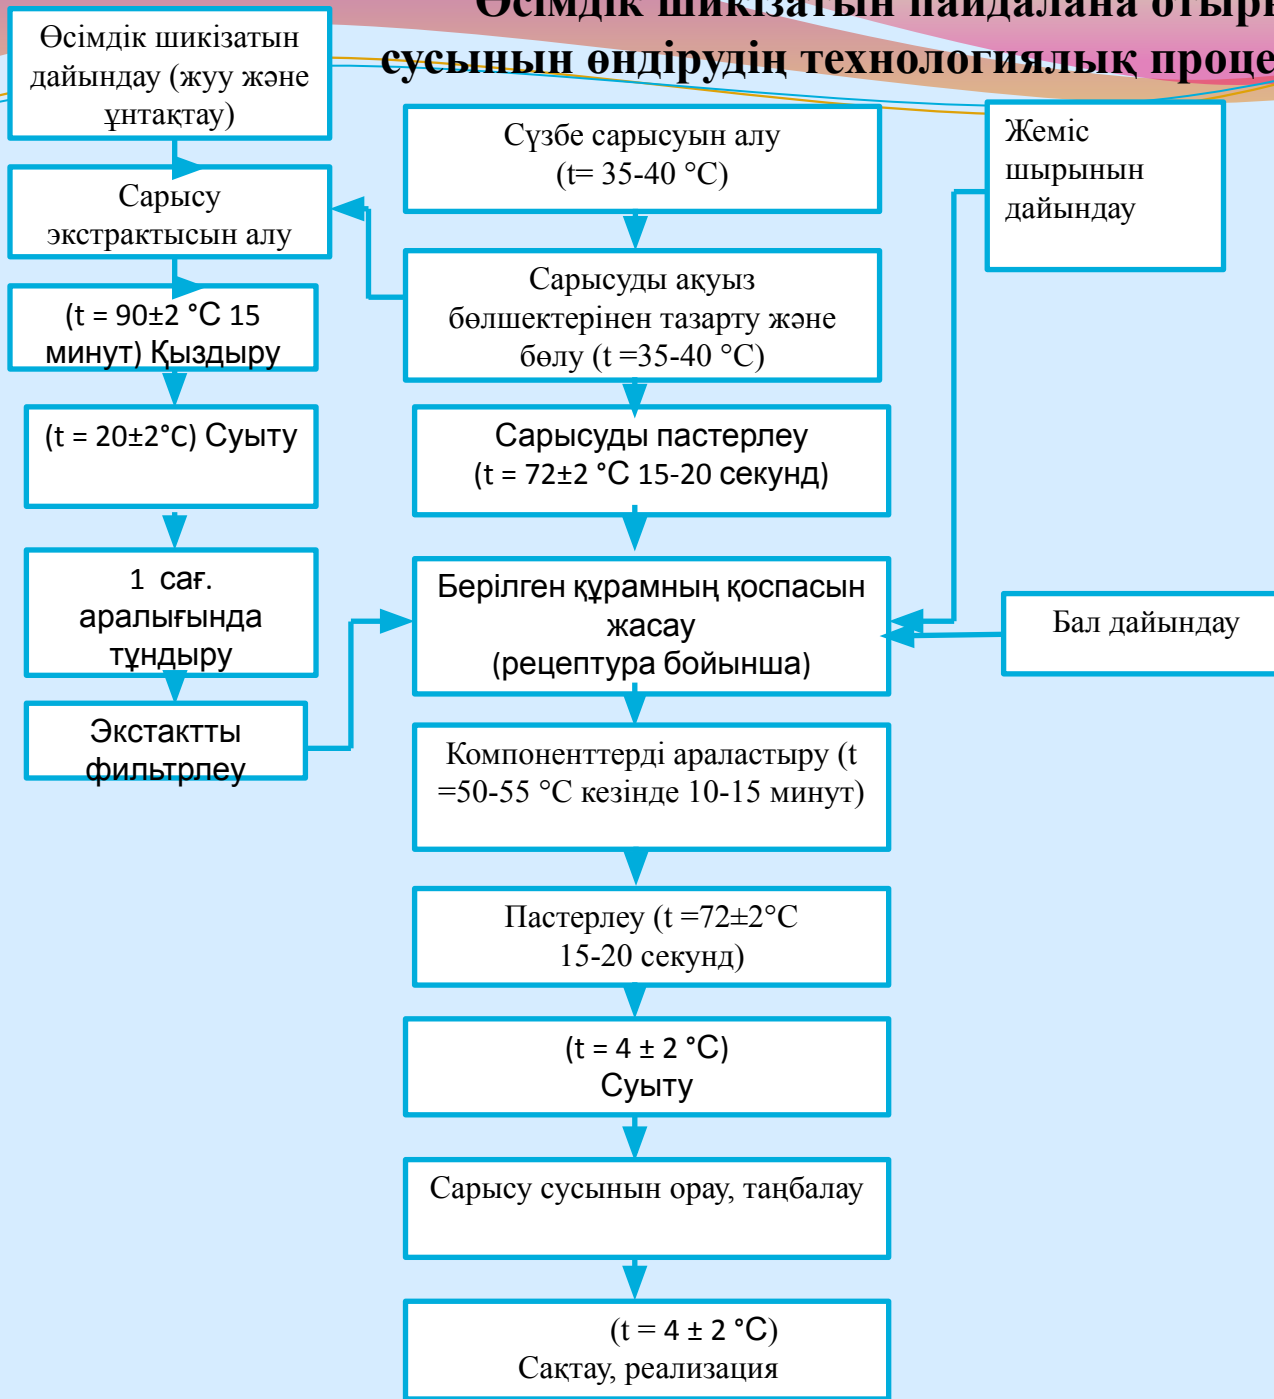 Өсімдік шикізатын пайдалана отыры
сусынын өндірудің технологиялық проце
Өсімдік шикізатын
дайындау (жуу және
ұнтақтау)
Сарысу
экстрактысын алу
(t = 90±2 °C 15
минут) Қыздыру
(t = 20±2°C) Суыту
1 сағ.
аралығында
тұндыру
Экстактты
фильтрлеу
Сүзбе сарысуын алу
(t= 35-40 °C)
Сарысуды ақуыз
бөлшектерінен тазарту және
бөлу (t =35-40 °C)
Сарысуды пастерлеу
(t = 72±2 °C 15-20 секунд)
Берілген құрамның қоспасын
жасау
(рецептура бойынша)
Компоненттерді араластыру (t
=50-55 °C кезінде 10-15 минут)
Пастерлеу (t =72±2°C
15-20 секунд)
(t = 4 ± 2 °C)
Суыту
Сарысу сусынын орау, таңбалау
(t = 4 ± 2 °C)
Сақтау, реализация
Жеміс
шырынын
дайындау
Бал дайындау